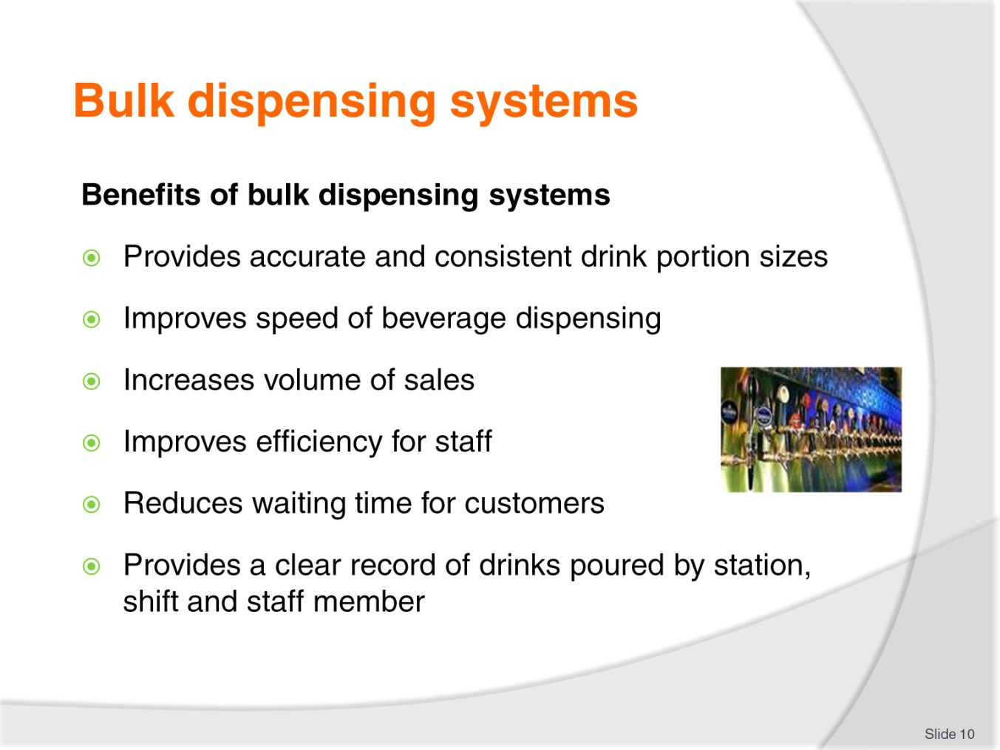 Bulk dispensing systems
Benefits of bulk dispensing systems
Provides accurate and consistent drink portion sizes
Improves speed of beverage dispensing
Increases volume of sales
Improves efficiency for staff
Reduces waiting time for customers
Provides a clear record of drinks poured by station,
shift and staff member
Slide 10